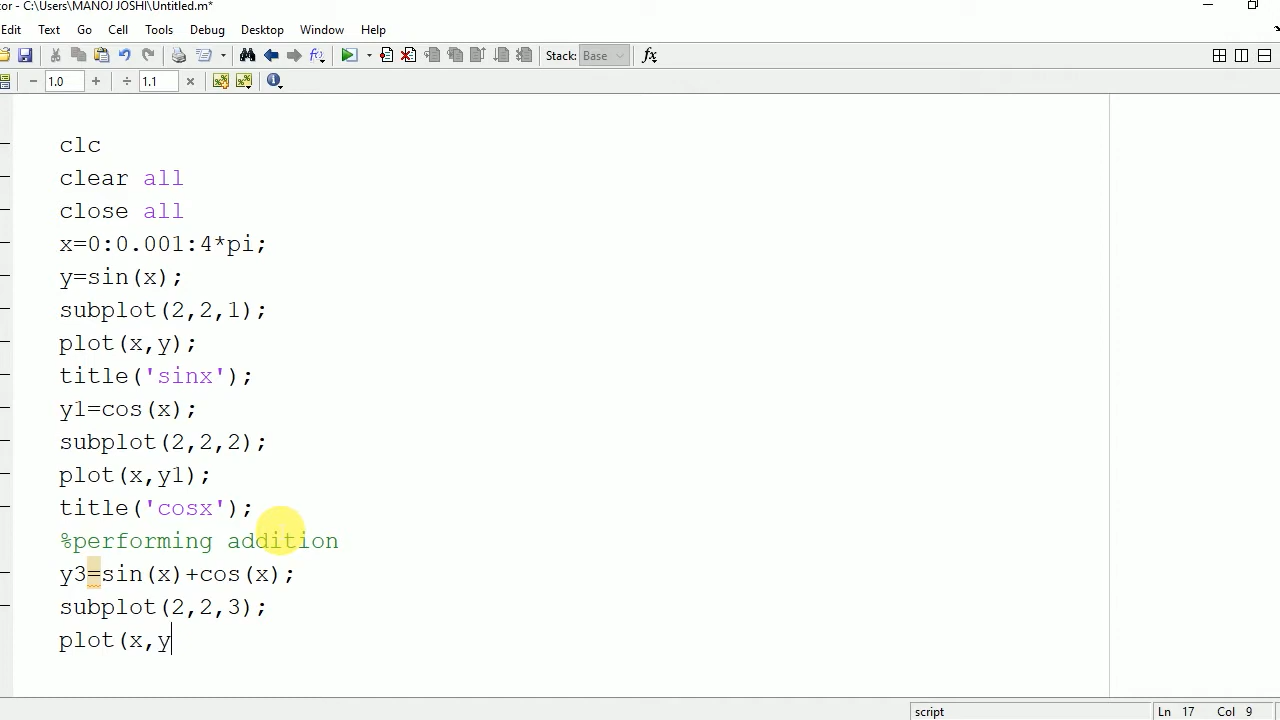 or - C:\Users\MANOJ JOSHI\Untitled.m*
Edit Text Go Cell Tools Debug Desktop Window Help
Stack: Base fx
− 1.0 + ÷ 1.1 ×
clc
clear all
close all
x=0:0.001:4*pi;
y=sin(x);
subplot(2,2,1);
plot(x,y);
title('sinx');
y1=cos(x);
subplot(2,2,2);
plot(x,y1);
title('cosx');
%performing addition
y3=sin(x)+cos(x);
subplot(2,2,3);
plot(x,y
script Ln 17 Col 9